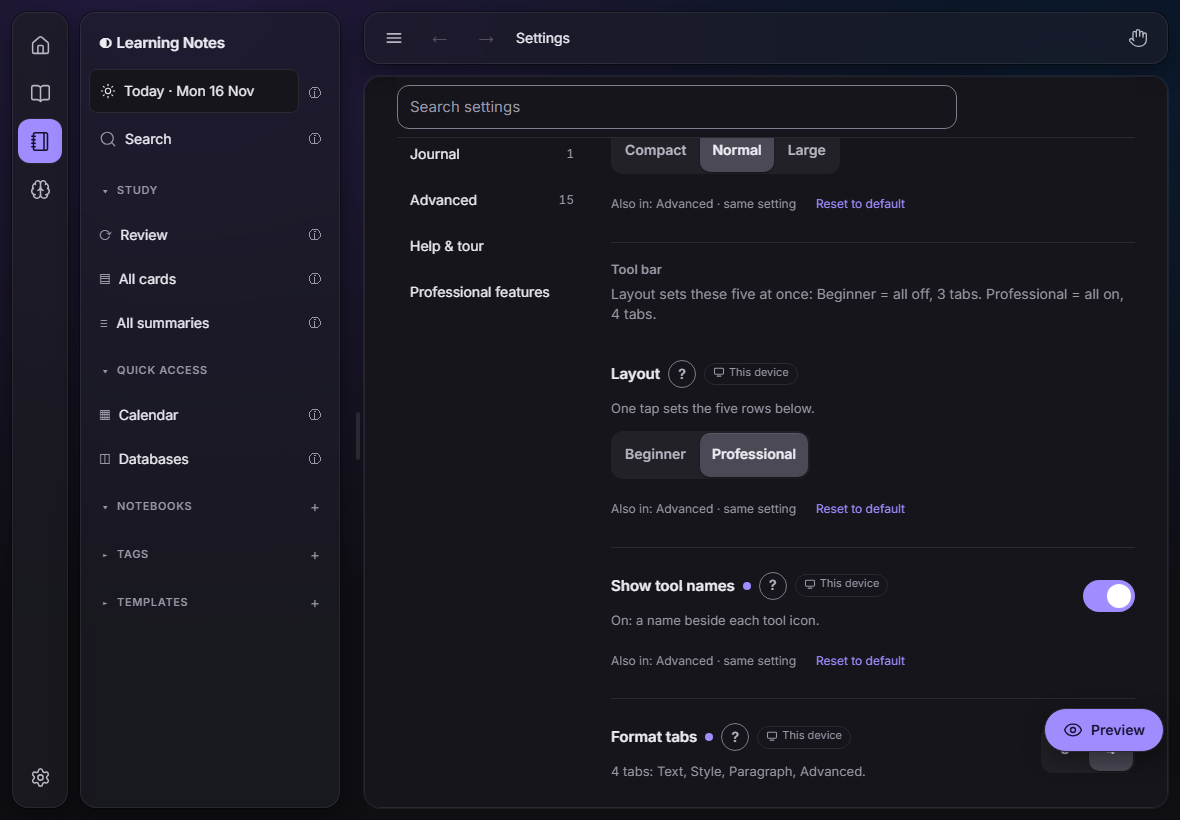 Learning Notes
Today · Mon 16 Nov
Search
STUDY
Review
All cards
All summaries
QUICK ACCESS
Calendar
Databases
NOTEBOOKS
TAGS
TEMPLATES
Settings
Search settings
Journal 1
Advanced 15
Help & tour
Professional features
Compact Normal Large
Also in: Advanced · same setting Reset to default
Tool bar
Layout sets these five at once: Beginner = all off, 3 tabs. Professional = all on,
4 tabs.
Layout ? This device
One tap sets the five rows below.
Beginner Professional
Also in: Advanced · same setting Reset to default
Show tool names ? This device
On: a name beside each tool icon.
Also in: Advanced · same setting Reset to default
Format tabs ? This device
4 tabs: Text, Style, Paragraph, Advanced.
Preview